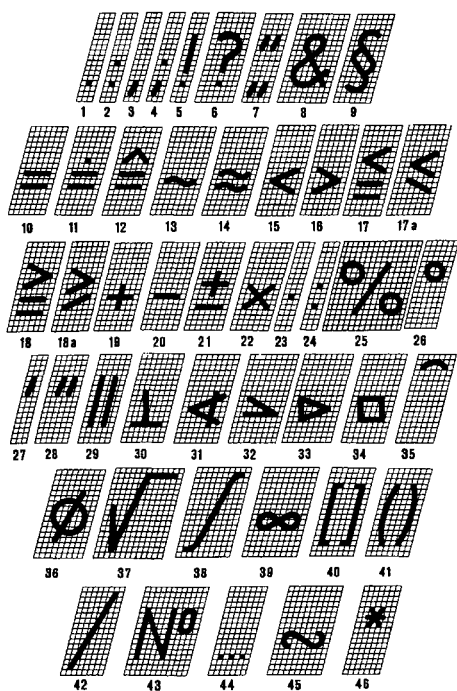 . : „ ; ! ? „ " & §
1 2 3 4 5 6 7 8 9
= ≐ ≙ ~ ≈ < > ≦ ≤
10 11 12 13 14 15 16 17 17a
≧ ≥ + − ± × · : % °
18 18a 19 20 21 22 23 24 25 26
' " || ⊥ ∢ > ▷ □ ⌒
27 28 29 30 31 32 33 34 35
Ø √ ∫ ∞ [] ()
36 37 38 39 40 41
/ № ... ~ *
42 43 44 45 46